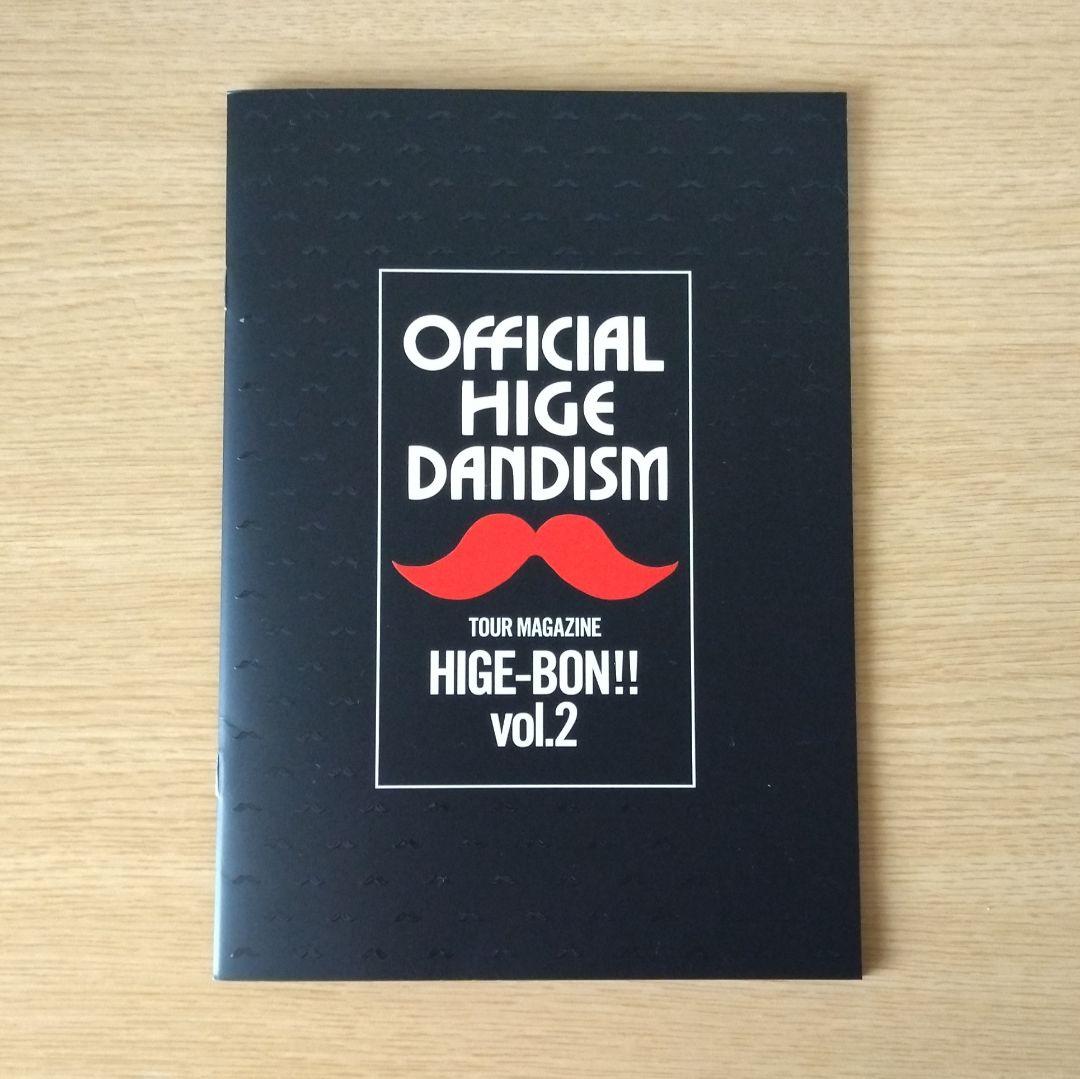 OFFICIAL
HIGE
DANDISM
TOUR MAGAZINE
HIGE-BON!!
vol.2